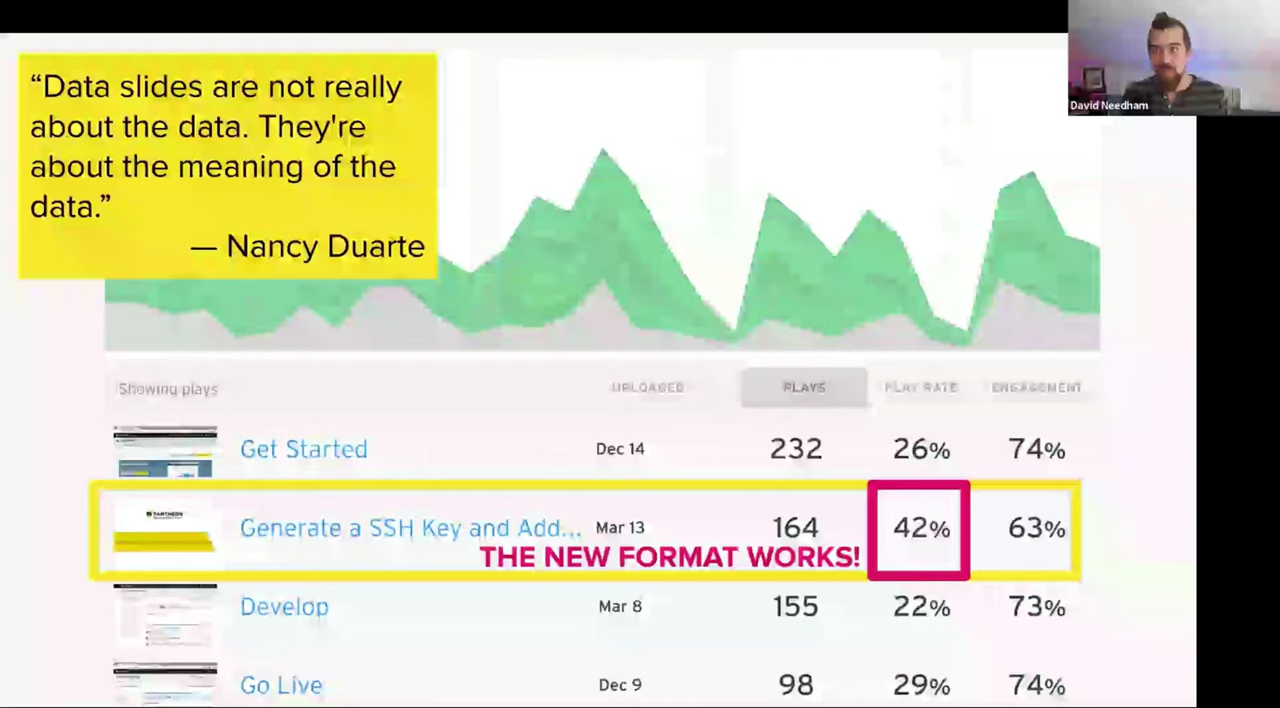 “Data slides are not really
about the data. They're
about the meaning of the
data.”
— Nancy Duarte
David Needham
Showing plays UPLOADED PLAYS PLAY RATE ENGAGEMENT
Get Started Dec 14 232 26% 74%
PANTHEON
Generate a SSH Key and Add... Mar 13 164 42% 63%
THE NEW FORMAT WORKS!
Develop Mar 8 155 22% 73%
Go Live Dec 9 98 29% 74%